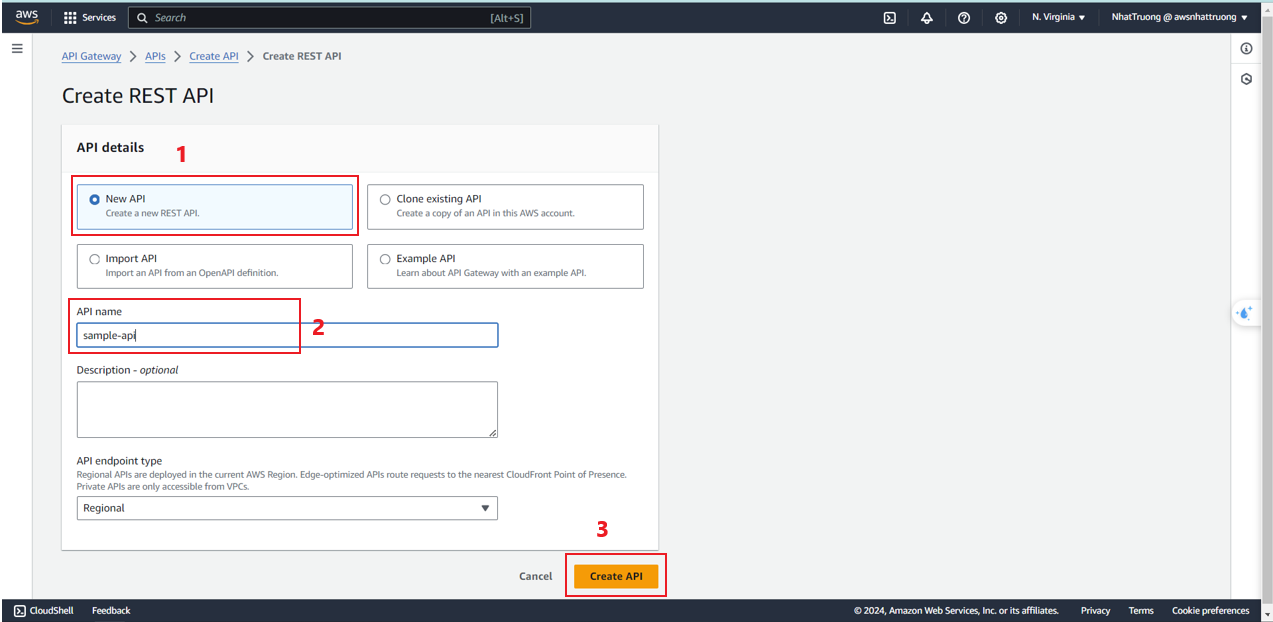 aws
Services
Search
[Alt+S]
N. Virginia
NhatTruong @ awsnhattruong
API Gateway
APIs
Create API
Create REST API
Create REST API
API details
1
New API
Create a new REST API.
Clone existing API
Create a copy of an API in this AWS account.
Import API
Import an API from an OpenAPI definition.
Example API
Learn about API Gateway with an example API.
API name
sample-api
2
Description - optional
API endpoint type
Regional APIs are deployed in the current AWS Region. Edge-optimized APIs route requests to the nearest CloudFront Point of Presence.
Private APIs are only accessible from VPCs.
Regional
3
Cancel
Create API
CloudShell
Feedback
© 2024, Amazon Web Services, Inc. or its affiliates.
Privacy
Terms
Cookie preferences